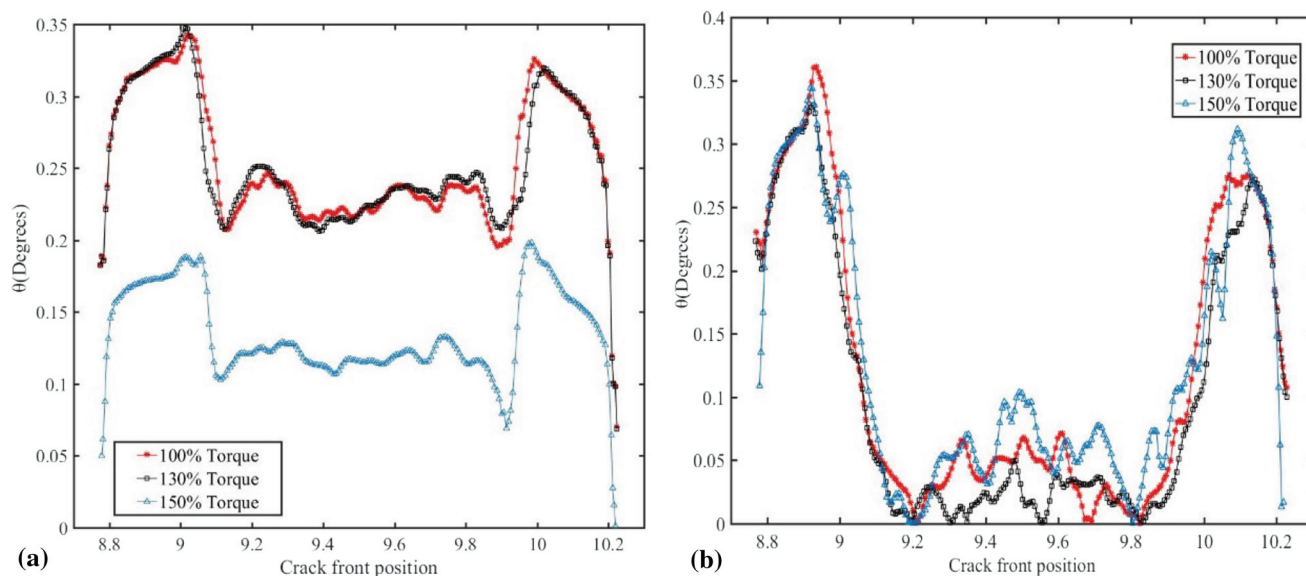 0.35
0.3
0.25
0.2
0.15
0.1
0.05
0
θ(Degrees)
100% Torque
130% Torque
150% Torque
8.8 9 9.2 9.4 9.6 9.8 10 10.2
Crack front position
(a)
0.4
0.35
0.3
0.25
0.2
0.15
0.1
0.05
0
θ(Degrees)
100% Torque
130% Torque
150% Torque
8.8 9 9.2 9.4 9.6 9.8 10 10.2
Crack front position
(b)